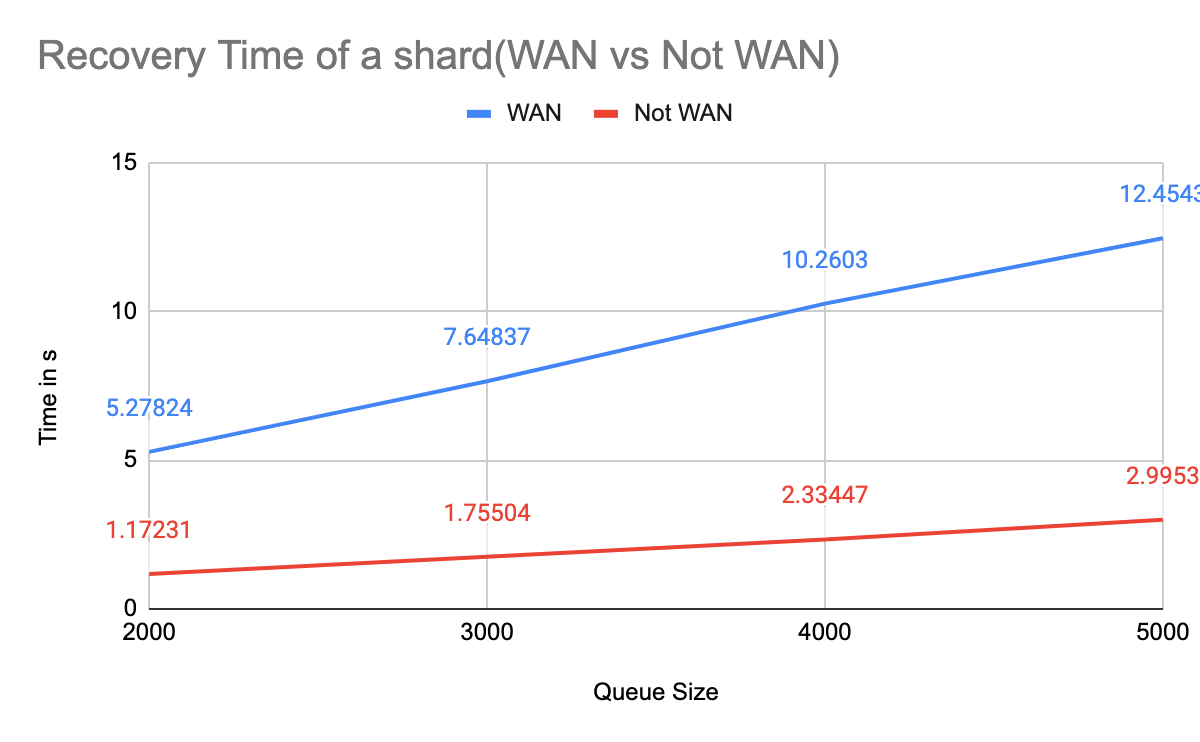 Recovery Time of a shard(WAN vs Not WAN)
WAN Not WAN
15
12.4543
10.2603
10
7.64837
5.27824
5
2.9953
2.33447
1.75504
1.17231
0
2000 3000 4000 5000
Time in s
Queue Size